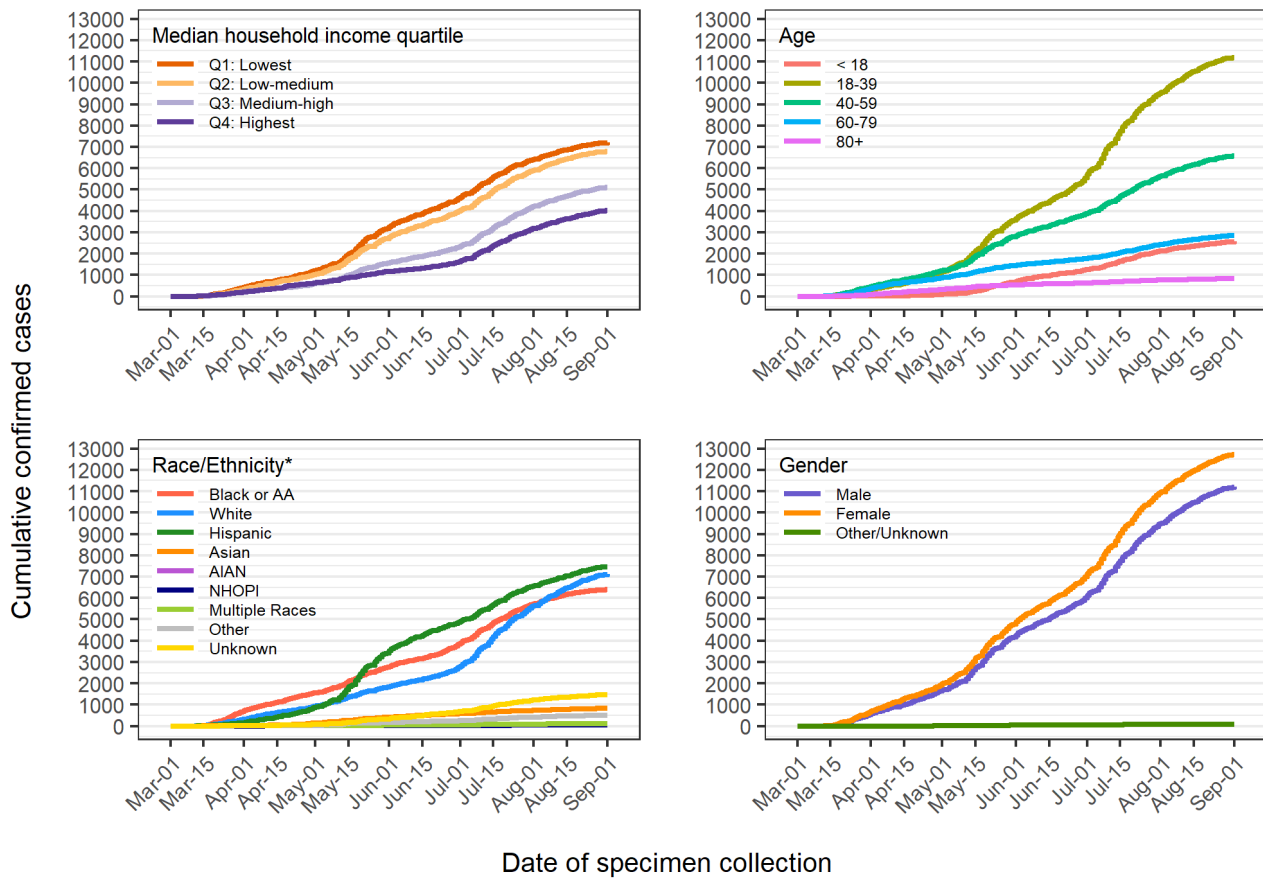 Cumulative confirmed cases
13000
12000
11000
10000
9000
8000
7000
6000
5000
4000
3000
2000
1000
0
Median household income quartile
Q1: Lowest
Q2: Low-medium
Q3: Medium-high
Q4: Highest
Mar-01 Mar-15 Apr-01 Apr-15 May-01 May-15 Jun-01 Jun-15 Jul-01 Jul-15 Aug-01 Aug-15 Sep-01
13000
12000
11000
10000
9000
8000
7000
6000
5000
4000
3000
2000
1000
0
Age
< 18
18-39
40-59
60-79
80+
Mar-01 Mar-15 Apr-01 Apr-15 May-01 May-15 Jun-01 Jun-15 Jul-01 Jul-15 Aug-01 Aug-15 Sep-01
13000
12000
11000
10000
9000
8000
7000
6000
5000
4000
3000
2000
1000
0
Race/Ethnicity*
Black or AA
White
Hispanic
Asian
AIAN
NHOPI
Multiple Races
Other
Unknown
Mar-01 Mar-15 Apr-01 Apr-15 May-01 May-15 Jun-01 Jun-15 Jul-01 Jul-15 Aug-01 Aug-15 Sep-01
13000
12000
11000
10000
9000
8000
7000
6000
5000
4000
3000
2000
1000
0
Gender
Male
Female
Other/Unknown
Mar-01 Mar-15 Apr-01 Apr-15 May-01 May-15 Jun-01 Jun-15 Jul-01 Jul-15 Aug-01 Aug-15 Sep-01
Date of specimen collection